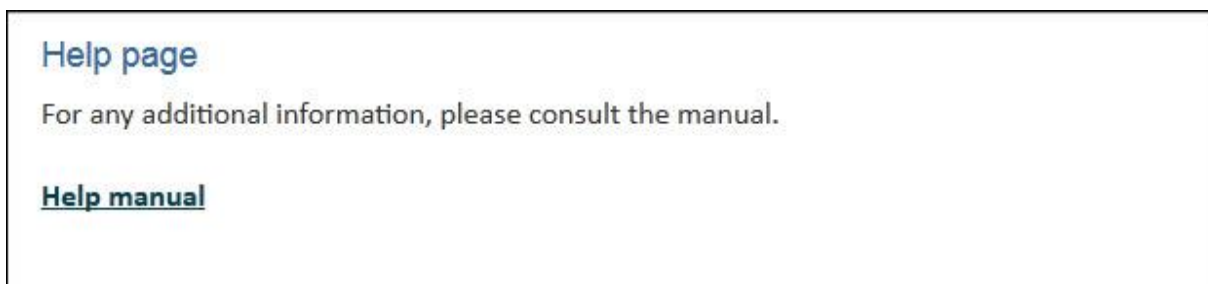 Help page
For any additional information, please consult the manual.
Help manual